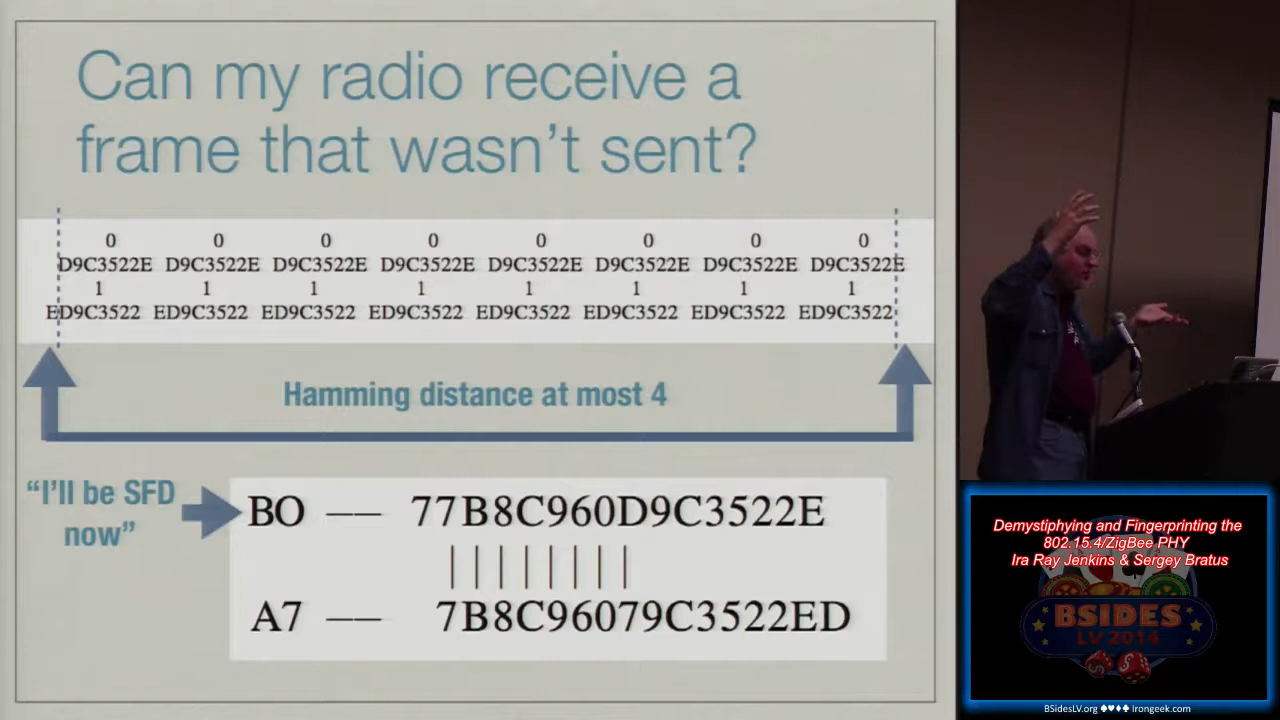 Can my radio receive a
frame that wasn't sent?
0 0 0 0 0 0 0 0
D9C3522E D9C3522E D9C3522E D9C3522E D9C3522E D9C3522E D9C3522E D9C3522E
1 1 1 1 1 1 1 1
ED9C3522 ED9C3522 ED9C3522 ED9C3522 ED9C3522 ED9C3522 ED9C3522 ED9C3522
Hamming distance at most 4
“I'll be SFD
now”
BO —— 77B8C960D9C3522E
| | | | | | | |
A7 —— 7B8C96079C3522ED
Demystiphying and Fingerprinting the
802.15.4/ZigBee PHY
Ira Ray Jenkins & Sergey Bratus
BSIDES
LV 2014
BSidesLV.org ♠♥♦♣ Irongeek.com